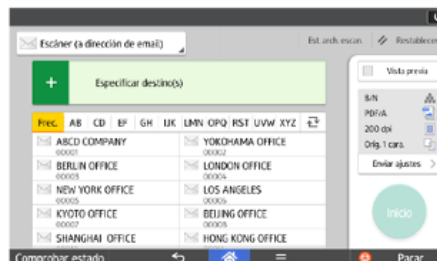 Escáner (a dirección de email)
Est. arch. escan.
Restablecer
Especificar destino(s)
Vista previa
Frec. AB CD EF GH IJK LMN OPQ RST UVW XYZ
B/N
PDF/A
200 dpi
Orig. 1 cara.
Enviar ajustes
ABCD COMPANY
00001
YOKOHAMA OFFICE
00002
BERLIN OFFICE
00003
LONDON OFFICE
00004
NEW YORK OFFICE
00005
LOS ANGELES
00006
KYOTO OFFICE
00007
BEIJING OFFICE
00008
SHANGHAI OFFICE
HONG KONG OFFICE
Inicio
Comprobar estado
Parar